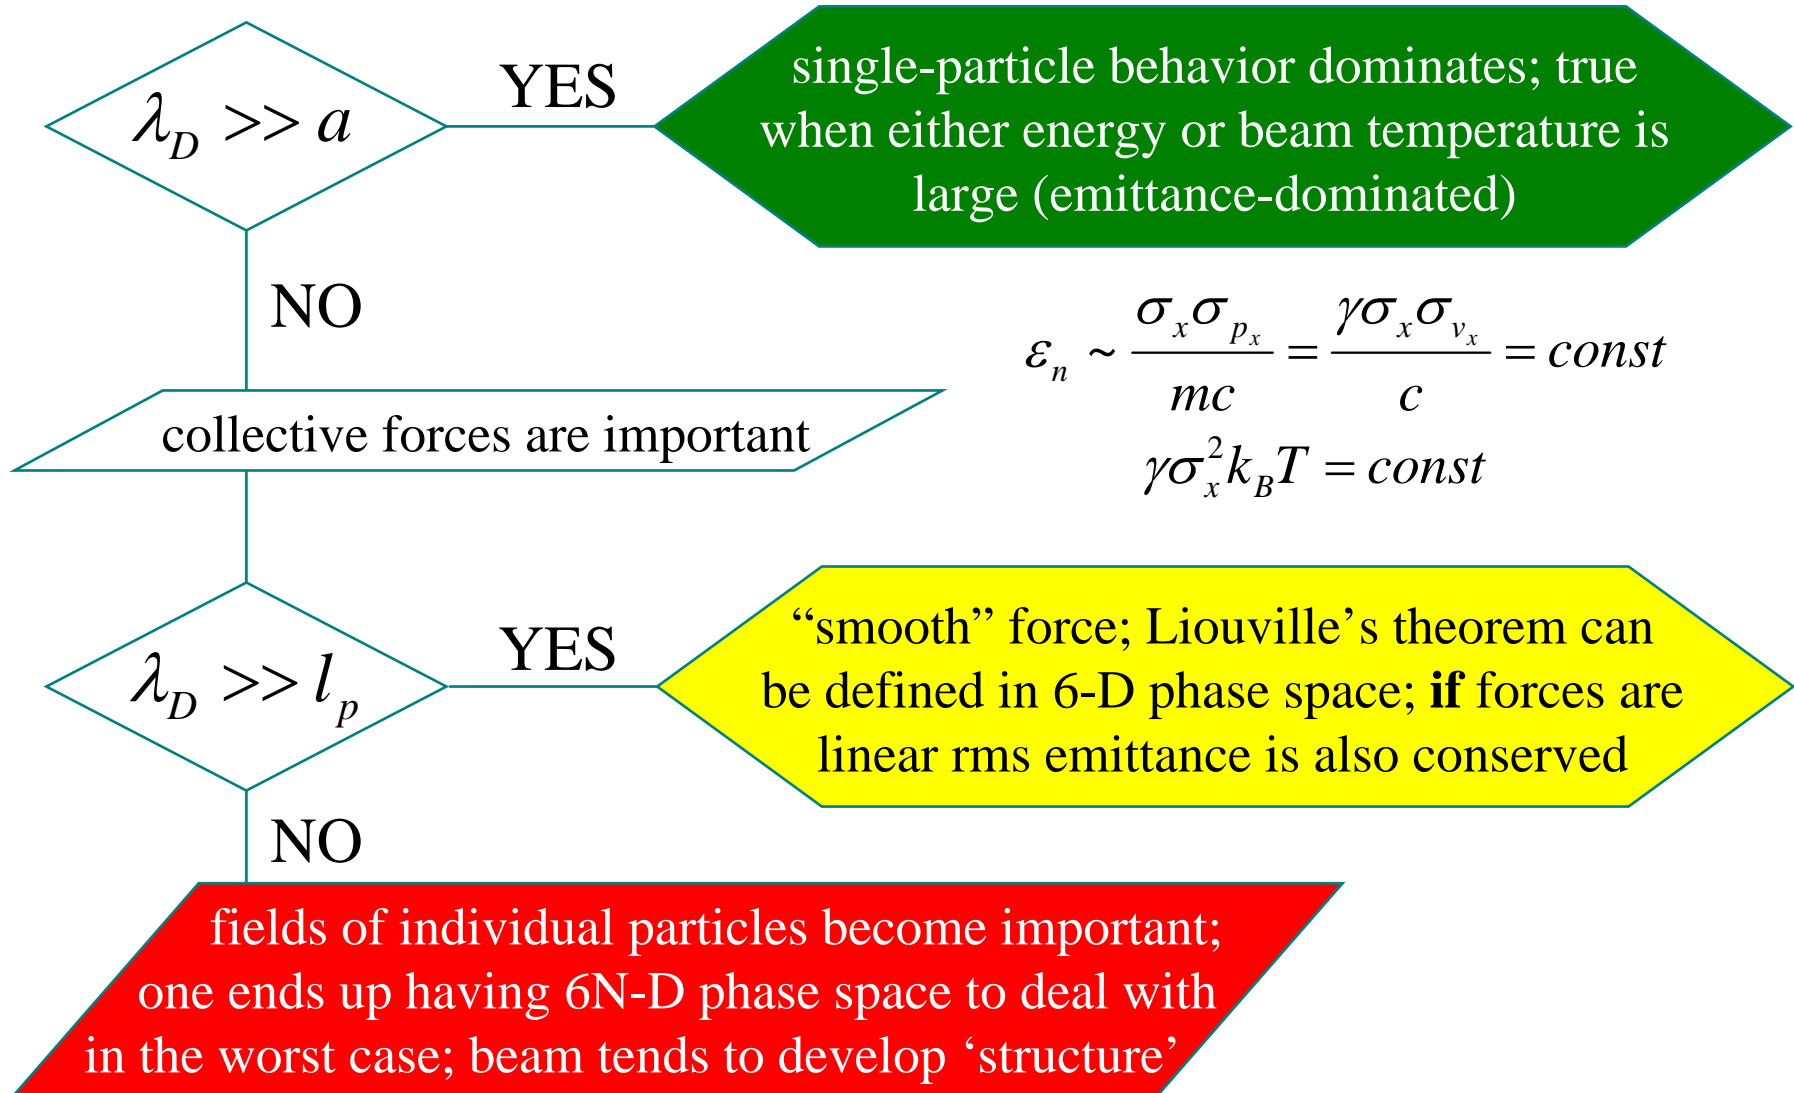 λ_D >> a
YES
single-particle behavior dominates; true
when either energy or beam temperature is
large (emittance-dominated)
NO
ε_n ~ σ_x σ_{p_x} / mc = γσ_x σ_{v_x} / c = const
γσ_x^2 k_B T = const
collective forces are important
λ_D >> l_p
YES
“smooth” force; Liouville’s theorem can
be defined in 6-D phase space; if forces are
linear rms emittance is also conserved
NO
fields of individual particles become important;
one ends up having 6N-D phase space to deal with
in the worst case; beam tends to develop ‘structure’